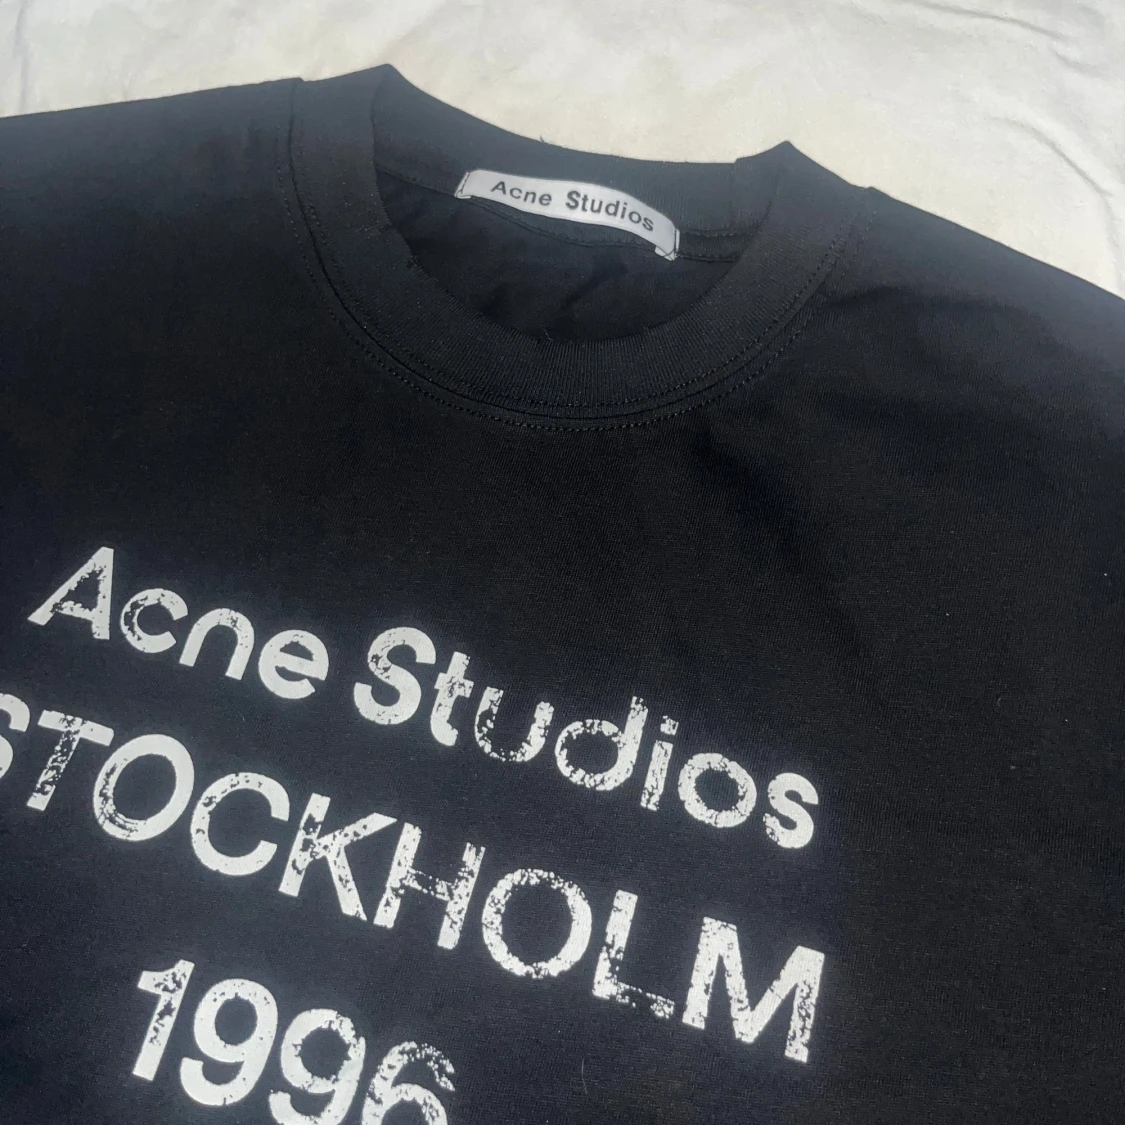 Acne Studios
Acne Studios
STOCKHOLM
1996